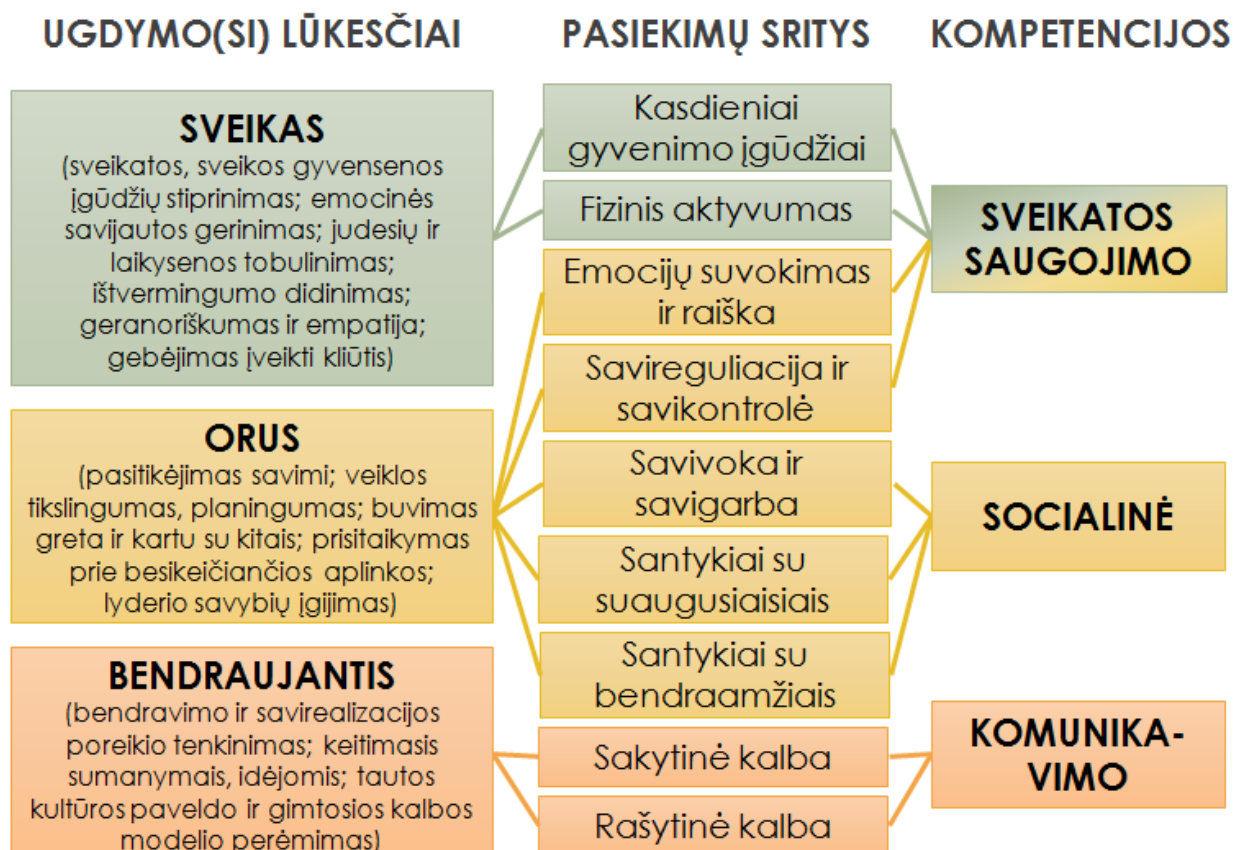 UGDYMO(SI) LŪKESČIAI
PASIEKIMŲ SRITYS
KOMPETENCIJOS
SVEIKAS
(sveikatos, sveikos gyvensenos
įgūdžių stiprinimas; emocinės
savijautos gerinimas; judesių ir
laikysenos tobulinimas;
ištvermingumo didinimas;
geranoriškumas ir empatija;
gebėjimas įveikti kliūtis)
ORUS
(pasitikėjimas savimi; veiklos
tikslingumas, planingumas; buvimas
greta ir kartu su kitais; prisitaikymas
prie besikeičiančios aplinkos;
lyderio savybių įgijimas)
BENDRAUJANTIS
(bendravimo ir savirealizacijos
poreikio tenkinimas; keitimasis
sumanymais, idėjomis; tautos
kultūros paveldo ir gimtosios kalbos
modelio perėmimas)
Kasdieniai
gyvenimo įgūdžiai
Fizinis aktyvumas
Emocijų suvokimas
ir raiška
Savireguliacija ir
savikontrolė
Savivoka ir
savigarba
Santykiai su
suaugusiaisiais
Santykiai su
bendraamžiais
Sakytinė kalba
Rašytinė kalba
SVEIKATOS
SAUGOJIMO
SOCIALINĖ
KOMUNIKA-
VIMO